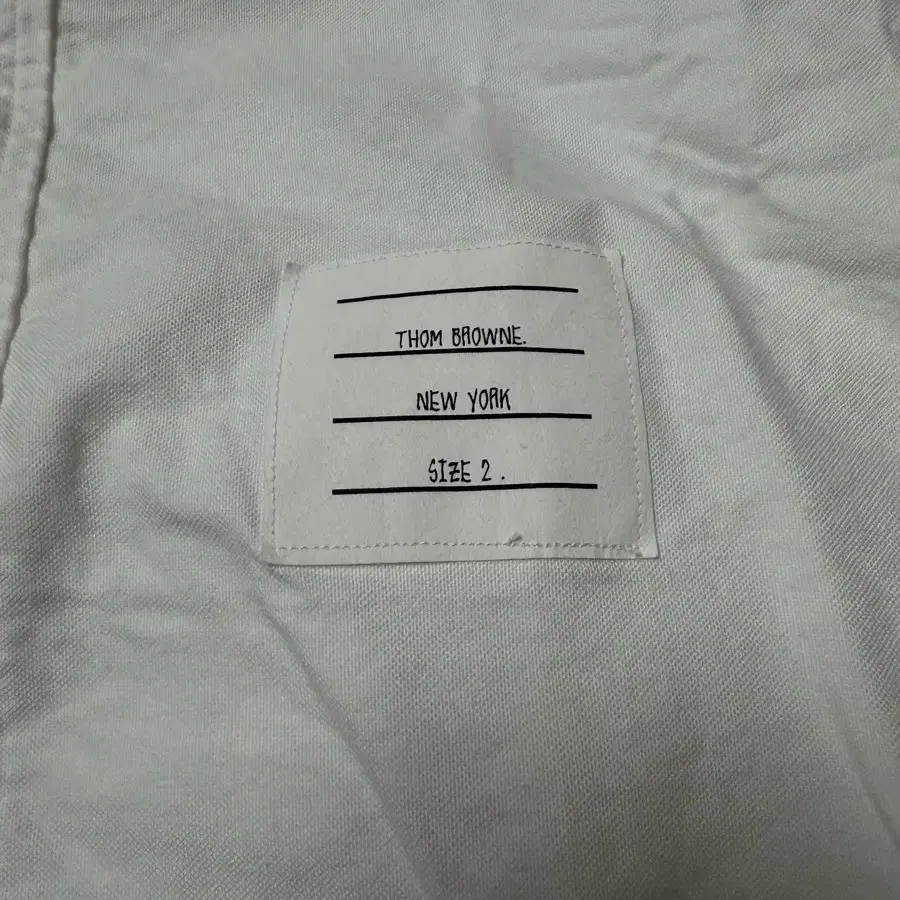 THOM BROWNE.
NEW YORK
SIZE 2 .